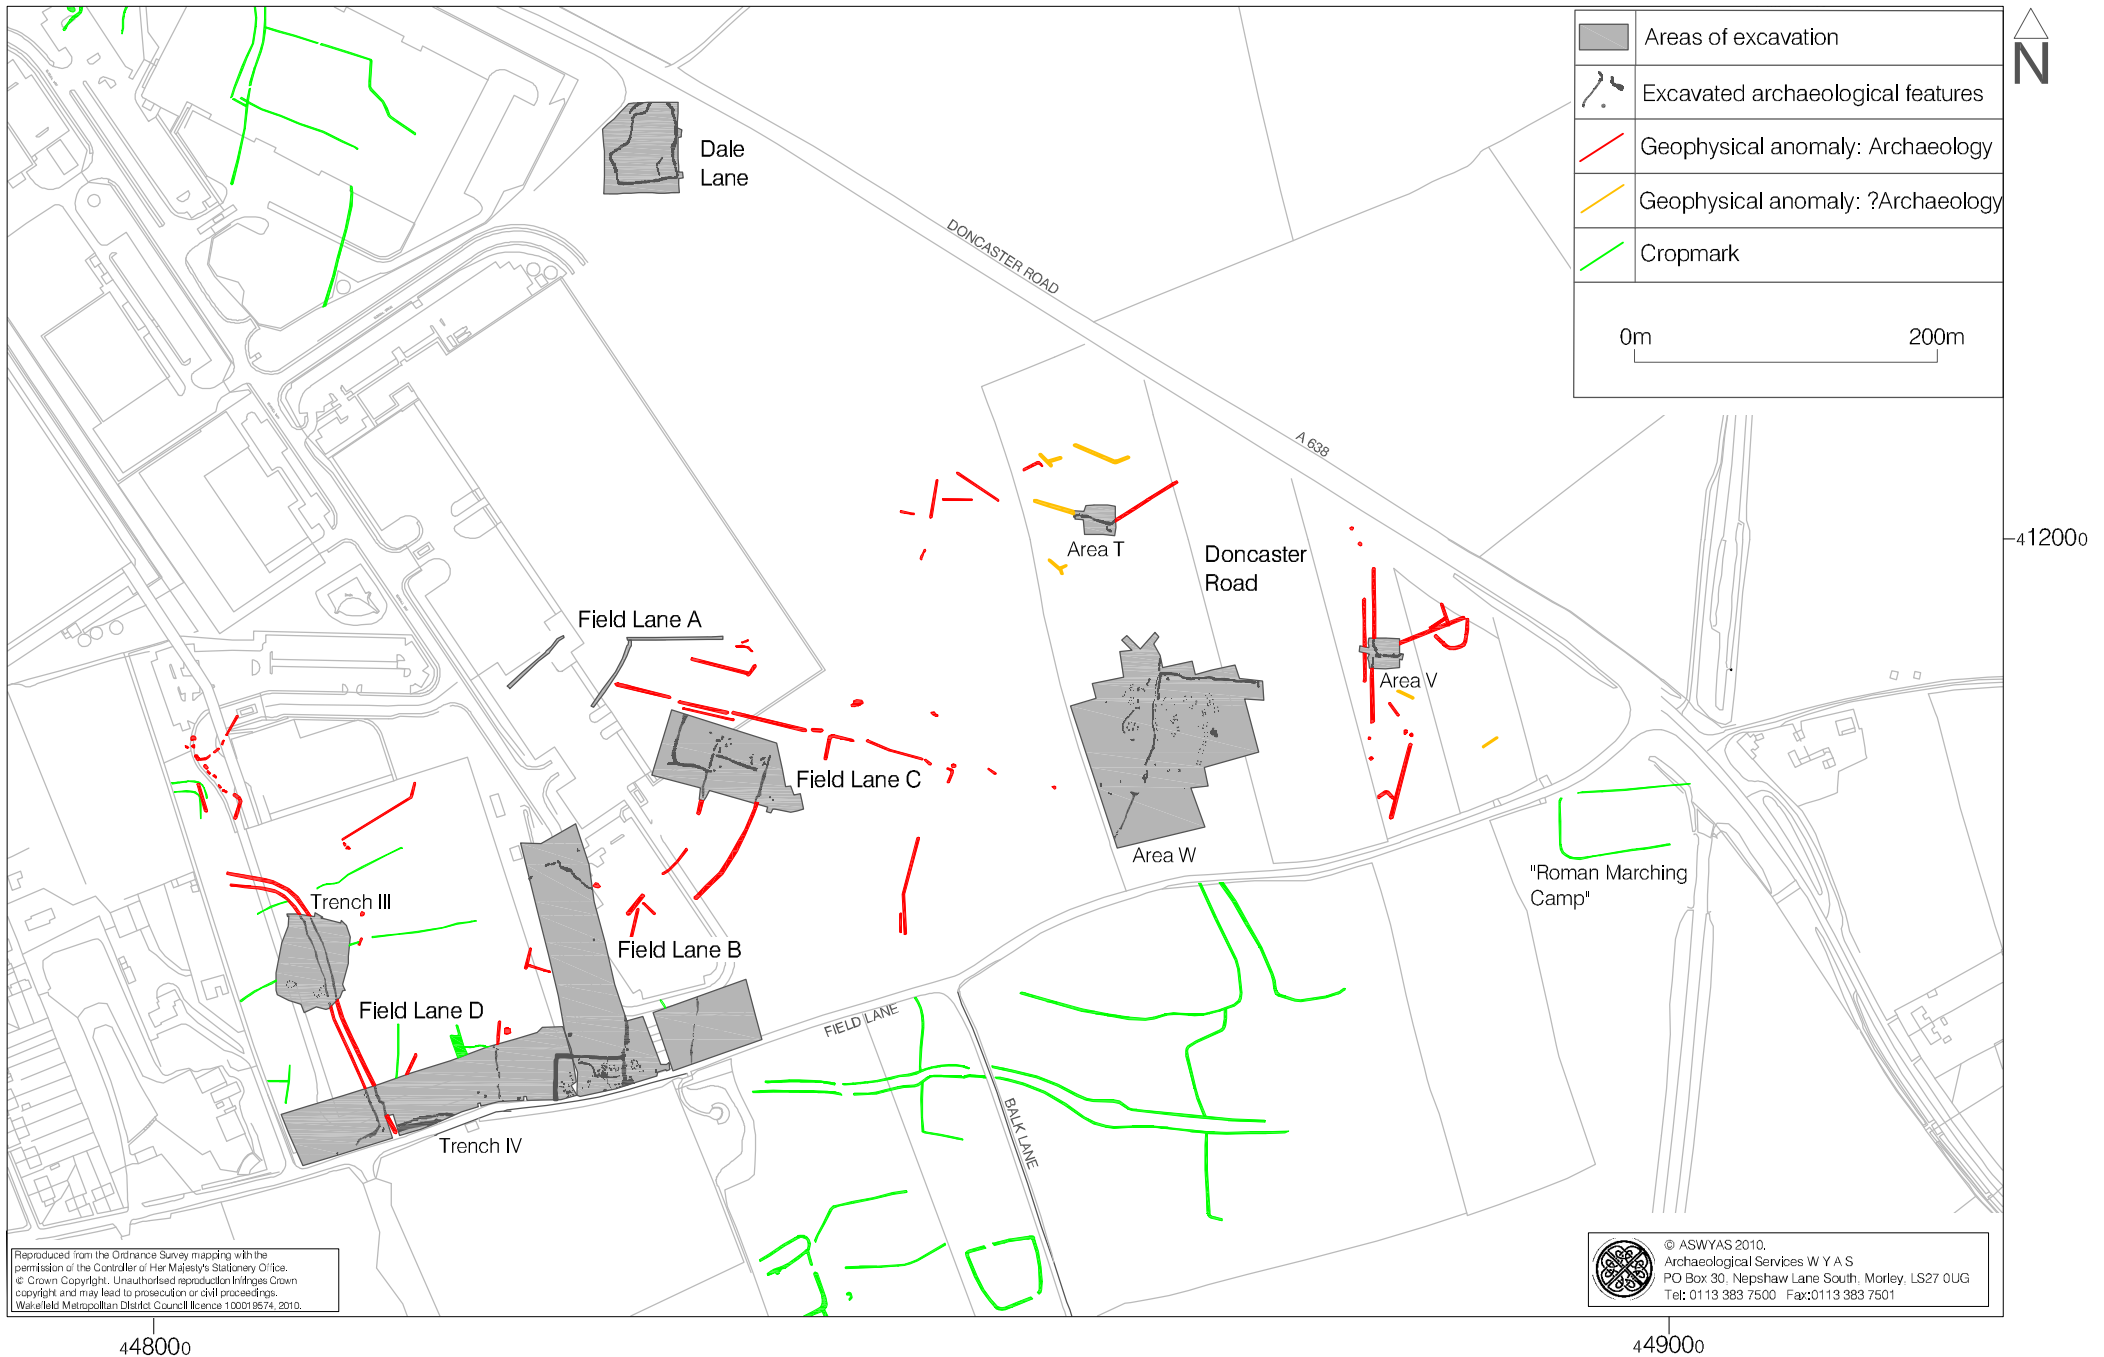 Areas of excavation
N
Excavated archaeological features
Geophysical anomaly: Archaeology
Geophysical anomaly: ?Archaeology
Cropmark
0m 200m
Dale
Lane
DONCASTER ROAD
A 638
412000
Area T
Doncaster
Road
Field Lane A
Area V
Field Lane C
Area W
"Roman Marching
Camp"
Trench III
Field Lane B
Field Lane D
FIELD LANE
BALK LANE
Trench IV
Reproduced from the Ordnance Survey mapping with the
permission of the Controller of Her Majesty's Stationery Office.
© Crown Copyright. Unauthorised reproduction infringes Crown
copyright and may lead to prosecution or civil proceedings.
Wakefield Metropolitan District Council licence 100019574, 2010.
© ASWYAS 2010.
Archaeological Services W Y A S
PO Box 30, Nepshaw Lane South, Morley, LS27 0UG
Tel: 0113 383 7500 Fax:0113 383 7501
448000
449000